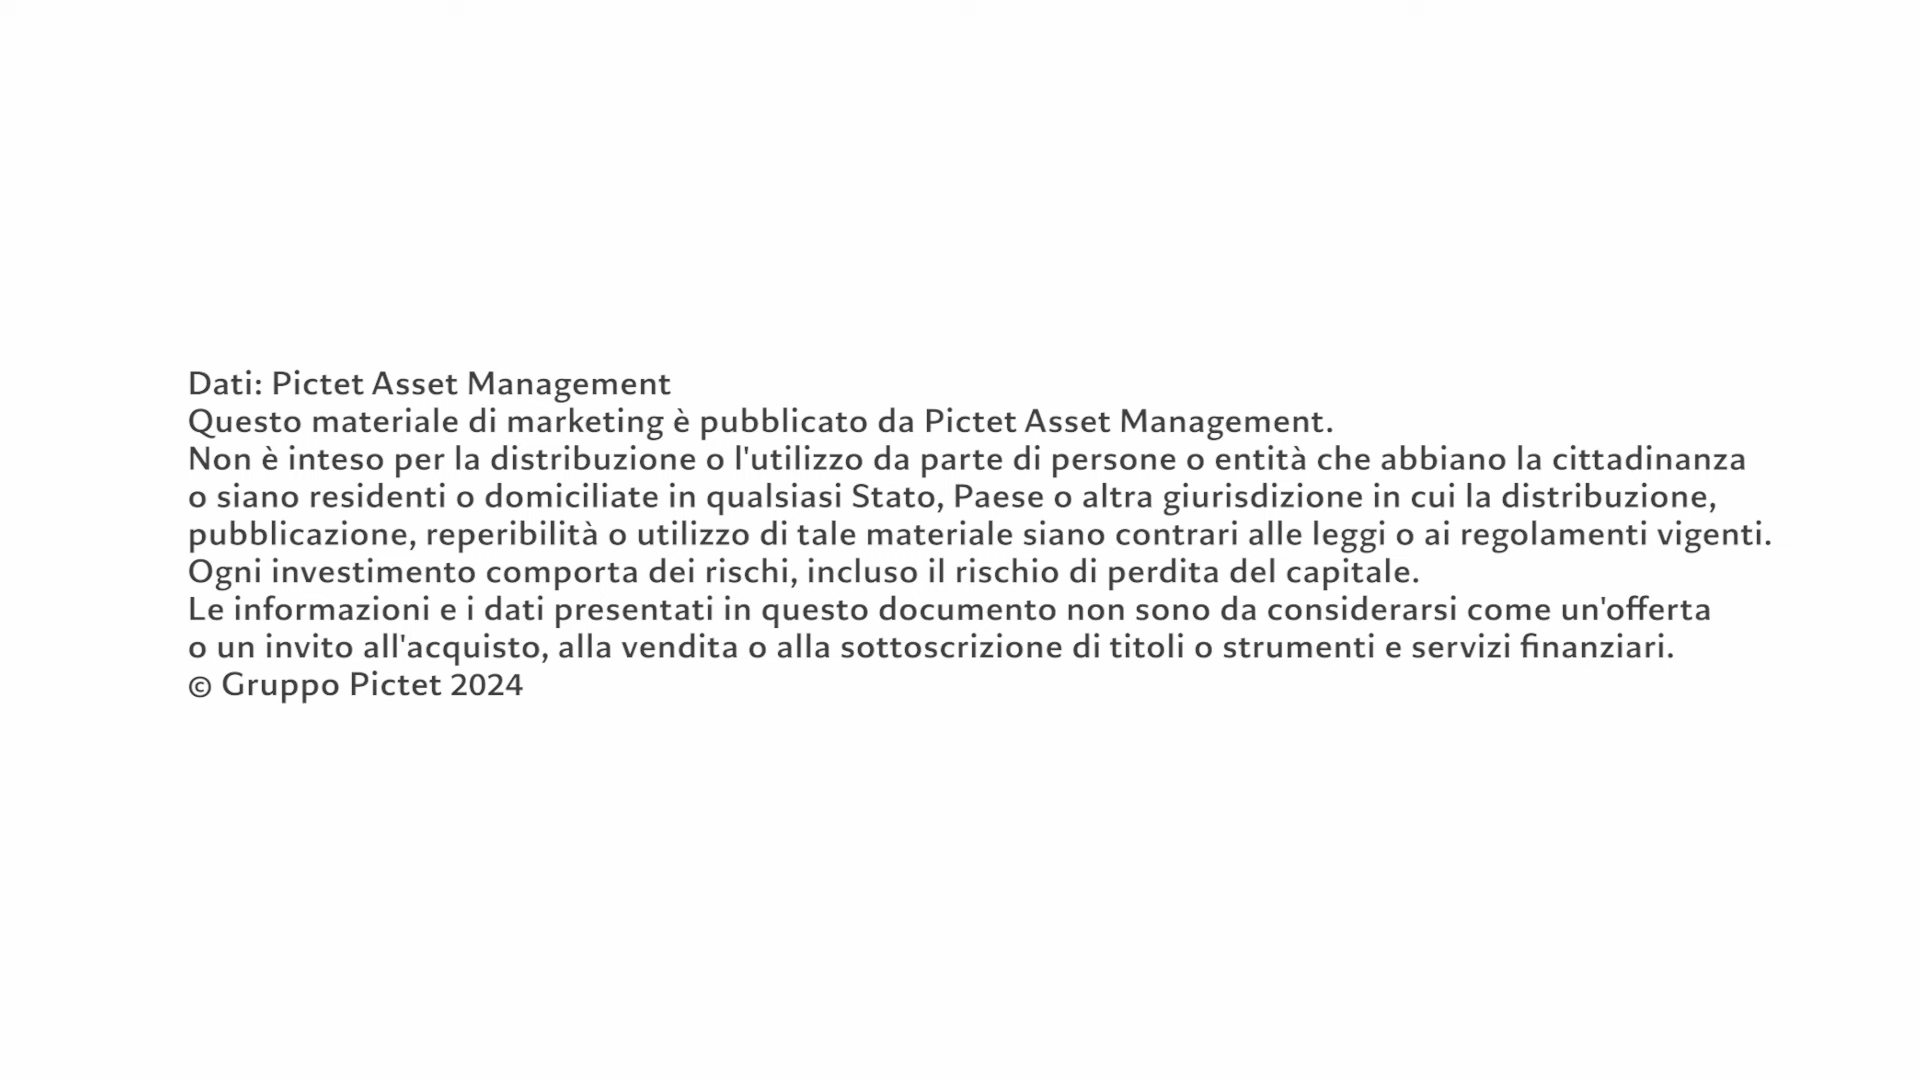 Dati: Pictet Asset Management
Questo materiale di marketing è pubblicato da Pictet Asset Management.
Non è inteso per la distribuzione o l'utilizzo da parte di persone o entità che abbiano la cittadinanza
o siano residenti o domiciliate in qualsiasi Stato, Paese o altra giurisdizione in cui la distribuzione,
pubblicazione, reperibilità o utilizzo di tale materiale siano contrari alle leggi o ai regolamenti vigenti.
Ogni investimento comporta dei rischi, incluso il rischio di perdita del capitale.
Le informazioni e i dati presentati in questo documento non sono da considerarsi come un'offerta
o un invito all'acquisto, alla vendita o alla sottoscrizione di titoli o strumenti e servizi finanziari.
© Gruppo Pictet 2024